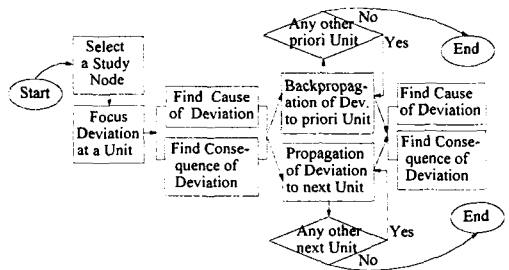 Start
Select
a Study
Node
Focus
Deviation
at a Unit
Find Cause
of Deviation
Find Conse-
quence of
Deviation
Any other
priori Unit
No
Yes
End
Backpropag-
ation of Dev.
to priori Unit
Propagation
of Deviation
to next Unit
Find Cause
of Deviation
Find Conse-
quence of
Deviation
Any other
next Unit
Yes
No
End